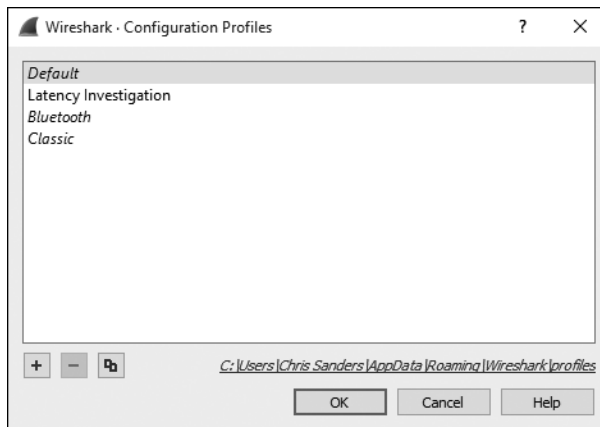 Wireshark · Configuration Profiles ? ×
Default
Latency Investigation
Bluetooth
Classic
+ −
C:\Users\Chris Sanders\AppData\Roaming\Wireshark\profiles
OK Cancel Help